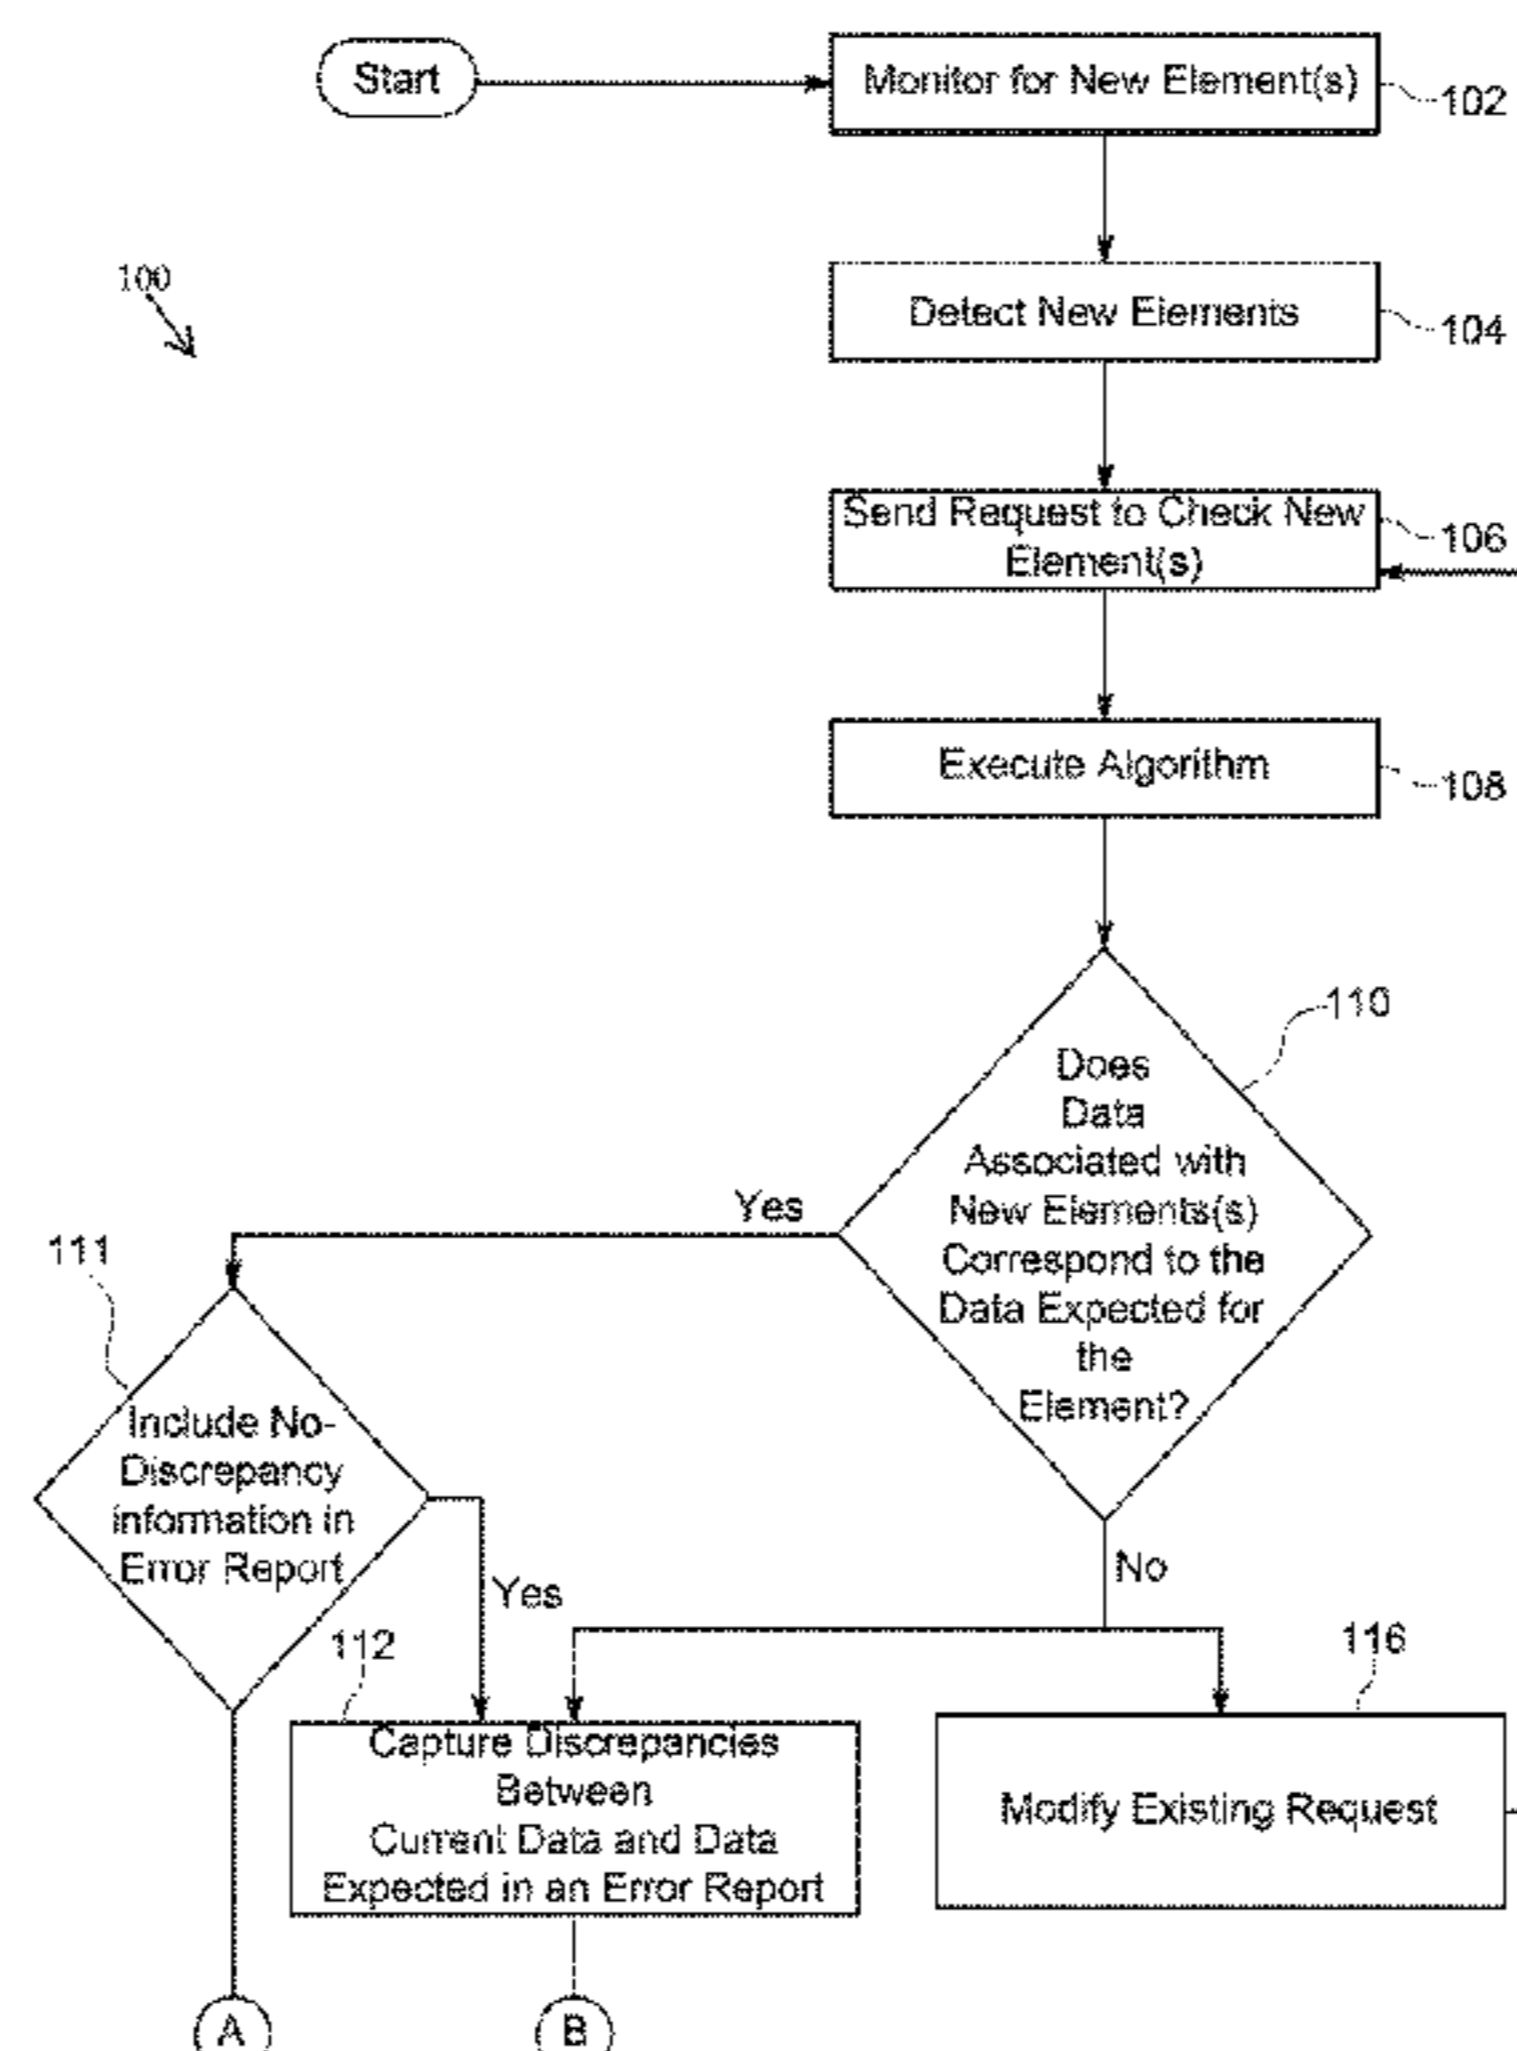 Start
Monitor for New Element(s)
102
100
Detect New Elements
104
Send Request to Check New
Element(s)
106
Execute Algorithm
108
110
Does
Data
Associated with
New Elements(s)
Correspond to the
Data Expected for
the
Element?
Yes
111
Include No-
Discrepancy
information in
Error Report
Yes
No
112
116
Capture Discrepancies
Between
Current Data and Data
Expected in an Error Report
Modify Existing Request
A
B